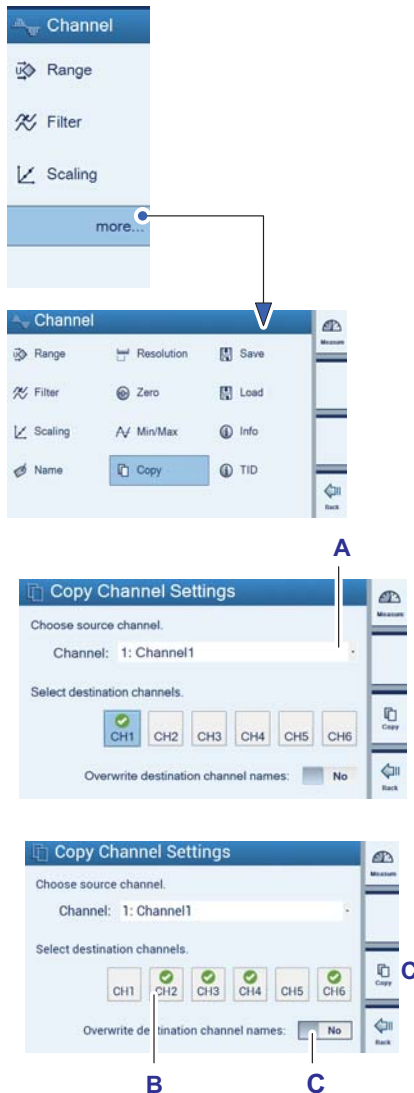 Channel
Range
Filter
Scaling
more...
Channel
Measure
Range Resolution Save
Filter Zero Load
Scaling Min/Max Info
Name Copy TID
Back
A
Copy Channel Settings
Measure
Choose source channel.
Channel: 1: Channel1
Select destination channels.
Copy
CH1 CH2 CH3 CH4 CH5 CH6
Overwrite destination channel names: No
Back
Copy Channel Settings
Measure
Choose source channel.
Channel: 1: Channel1
Select destination channels.
Copy
C
CH1 CH2 CH3 CH4 CH5 CH6
Overwrite destination channel names: No
Back
B C